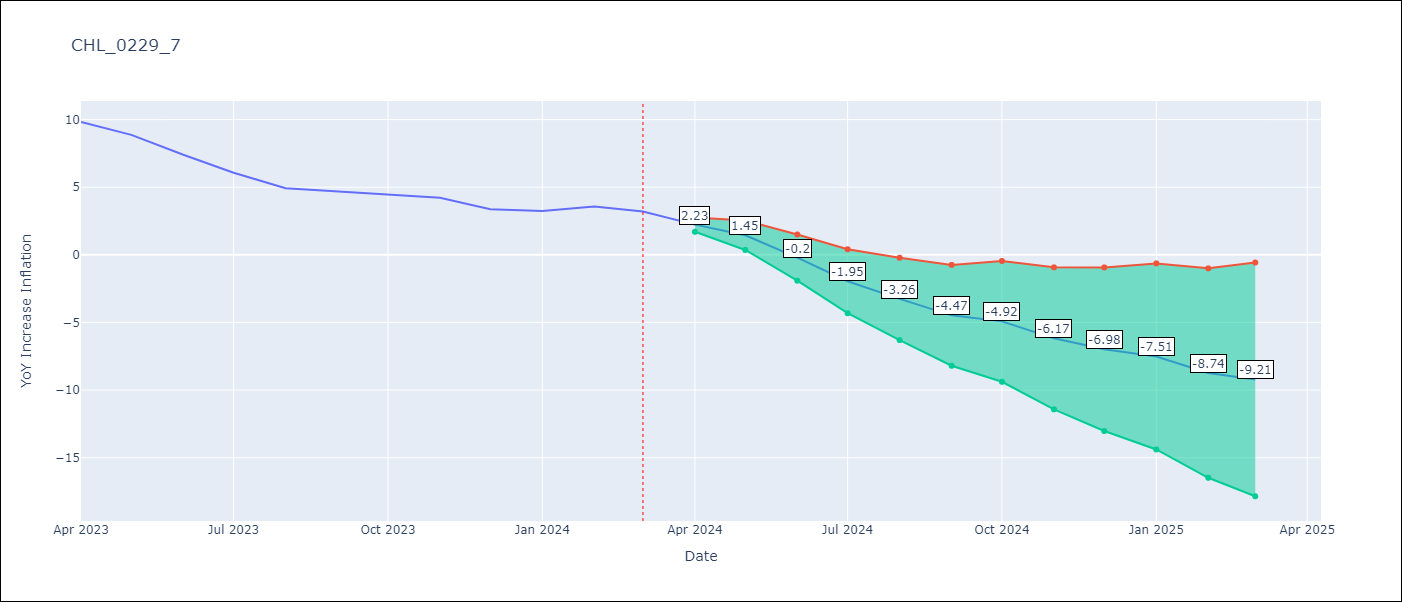 CHL_0229_7
YoY Increase Inflation
10
5
0
−5
−10
−15
2.23
1.45
-0.2
-1.95
-3.26
-4.47
-4.92
-6.17
-6.98
-7.51
-8.74
-9.21
Apr 2023
Jul 2023
Oct 2023
Jan 2024
Apr 2024
Jul 2024
Oct 2024
Jan 2025
Apr 2025
Date